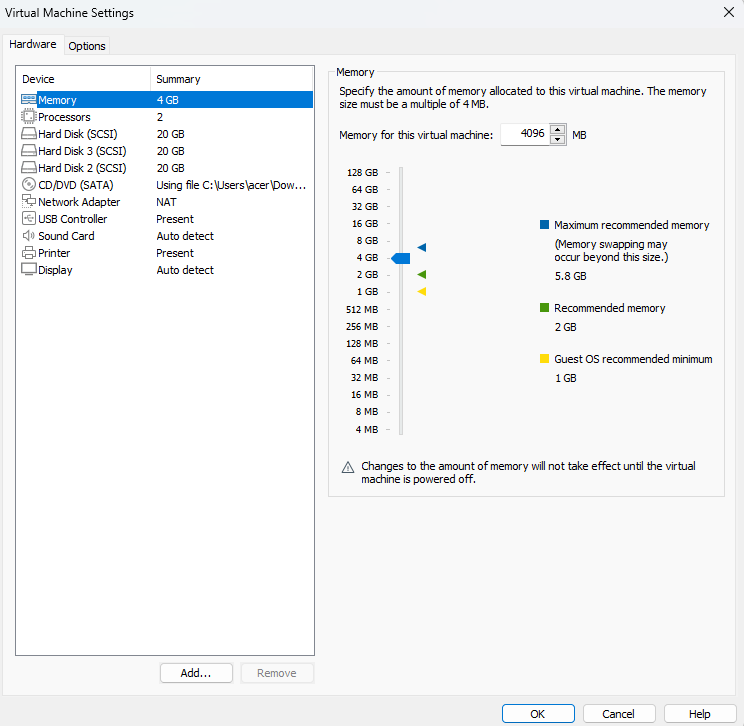 Virtual Machine Settings
Hardware
Options
Device Summary
Memory 4 GB
Processors 2
Hard Disk (SCSI) 20 GB
Hard Disk 3 (SCSI) 20 GB
Hard Disk 2 (SCSI) 20 GB
CD/DVD (SATA) Using file C:\Users\acer\Dow...
Network Adapter NAT
USB Controller Present
Sound Card Auto detect
Printer Present
Display Auto detect
Add...
Remove
Memory
Specify the amount of memory allocated to this virtual machine. The memory
size must be a multiple of 4 MB.
Memory for this virtual machine: 4096 MB
128 GB
64 GB
32 GB
16 GB
8 GB
4 GB
2 GB
1 GB
512 MB
256 MB
128 MB
64 MB
32 MB
16 MB
8 MB
4 MB
Maximum recommended memory
(Memory swapping may
occur beyond this size.)
5.8 GB
Recommended memory
2 GB
Guest OS recommended minimum
1 GB
Changes to the amount of memory will not take effect until the virtual
machine is powered off.
OK
Cancel
Help